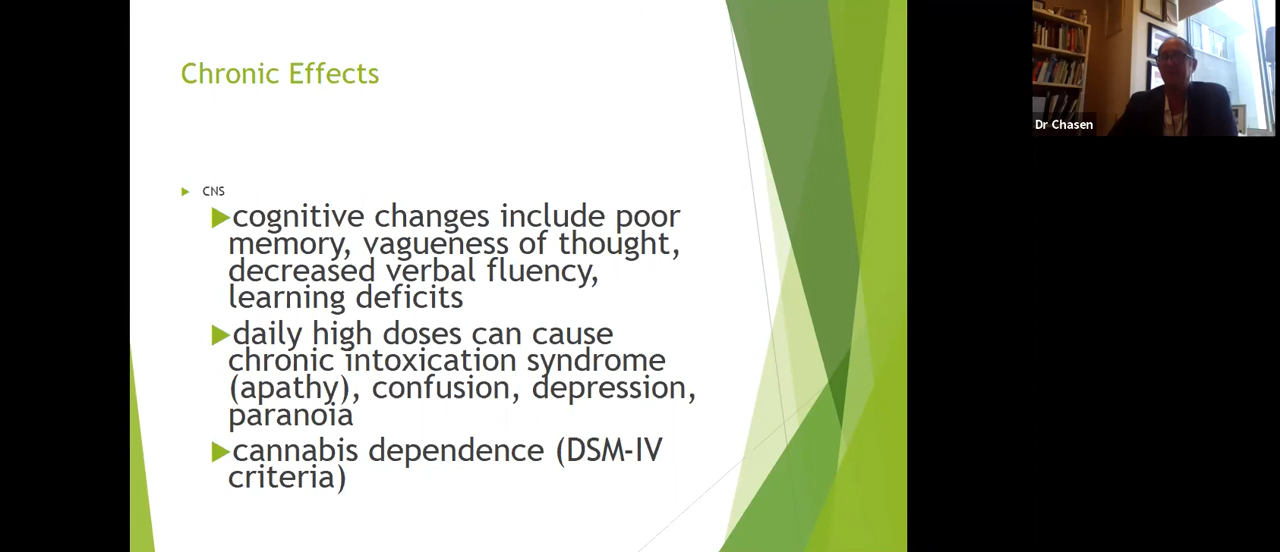 Chronic Effects
CNS
cognitive changes include poor
memory, vagueness of thought,
decreased verbal fluency,
learning deficits
daily high doses can cause
chronic intoxication syndrome
(apathy), confusion, depression,
paranoia
cannabis dependence (DSM-IV
criteria)
Dr Chasen